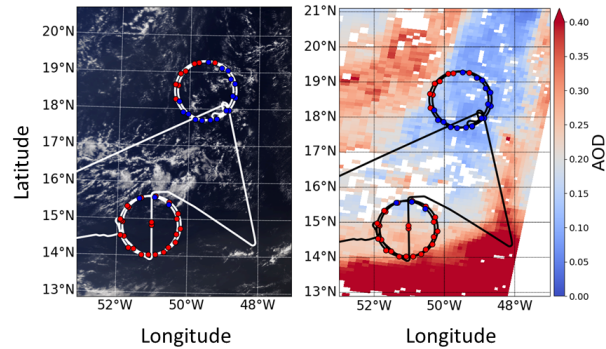 20°N
19°N
18°N
17°N
16°N
15°N
14°N
13°N
52°W 50°W 48°W
Latitude
Longitude
21°N
20°N
19°N
18°N
17°N
16°N
15°N
14°N
13°N
52°W 50°W 48°W
Longitude
0.40
0.35
0.30
0.25
0.20
0.15
0.10
0.05
0.00
AOD